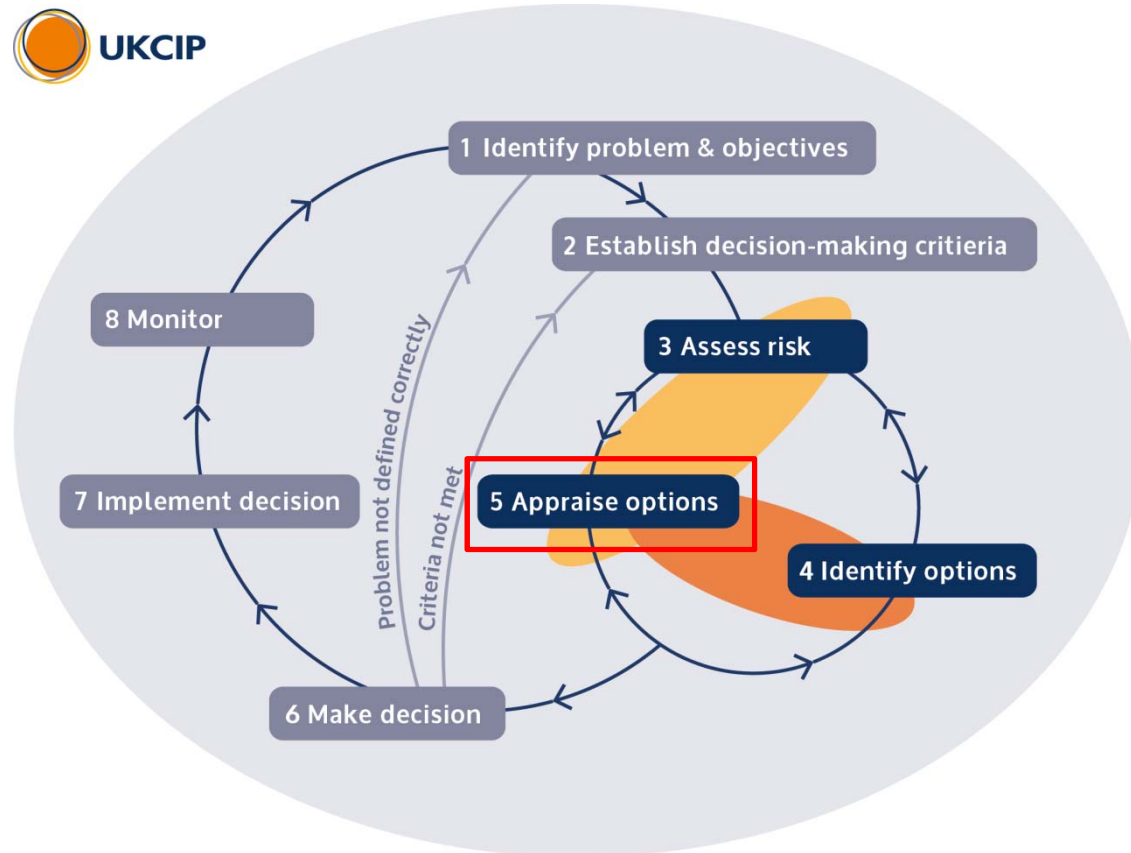 UKCIP
1 Identify problem & objectives
2 Establish decision-making critieria
3 Assess risk
4 Identify options
5 Appraise options
6 Make decision
7 Implement decision
8 Monitor
Problem not defined correctly
Criteria not met